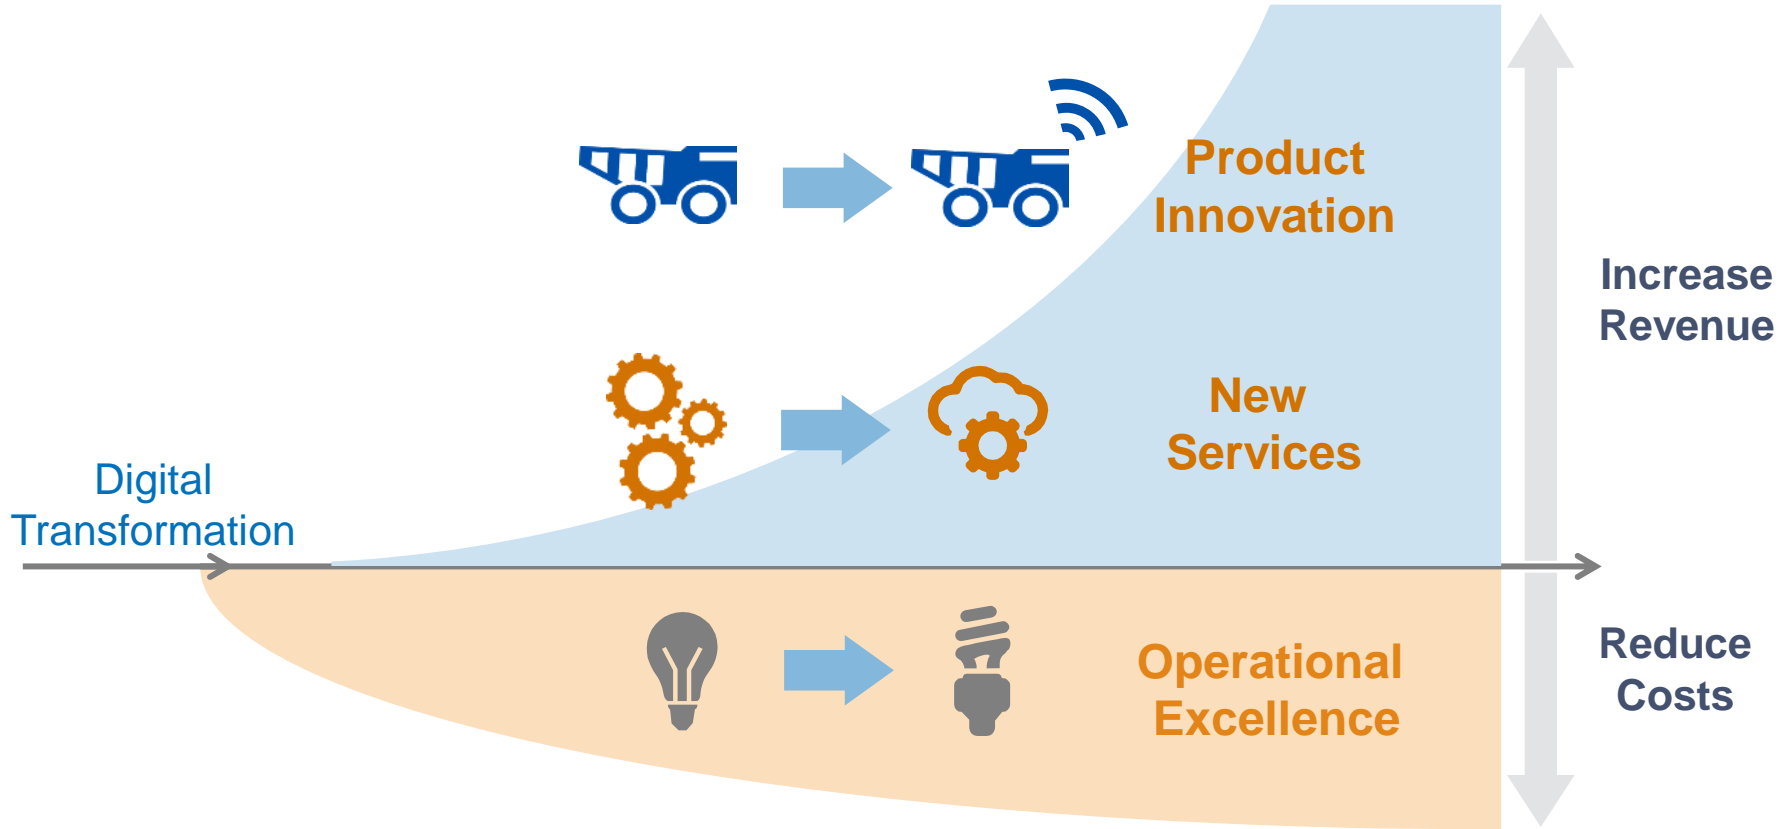 Product
Innovation
Increase
Revenue
New
Services
Digital
Transformation
Operational
Excellence
Reduce
Costs